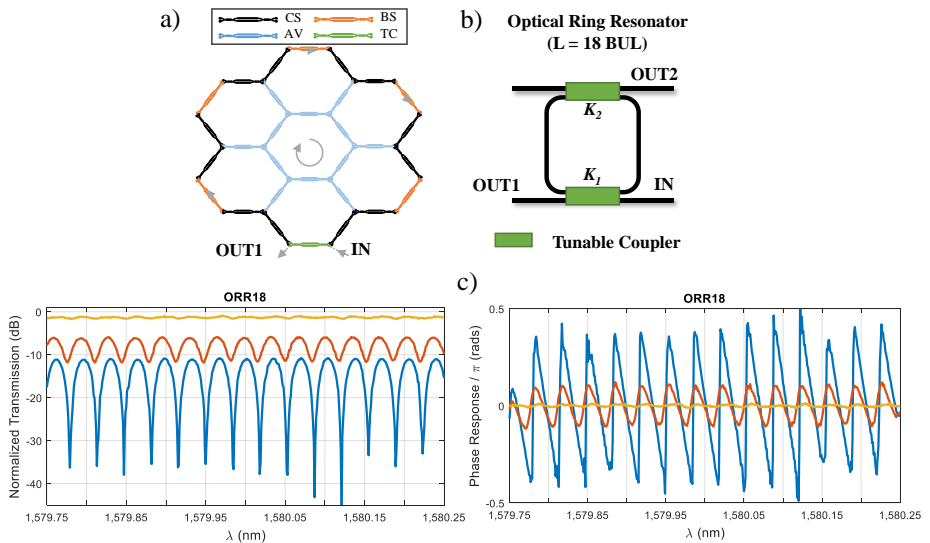 a)
CS
BS
AV
TC
OUT1
IN
b)
Optical Ring Resonator
(L = 18 BUL)
OUT2
K2
K1
OUT1
IN
Tunable Coupler
ORR18
Normalized Transmission (dB)
0
-10
-20
-30
-40
1,579.75
1,579.85
1,579.95
1,580.05
1,580.15
1,580.25
λ (nm)
c)
ORR18
Phase Response / π (rads)
0.5
0
-0.5
1,579.75
1,579.85
1,579.95
1,580.05
1,580.15
1,580.25
λ (nm)